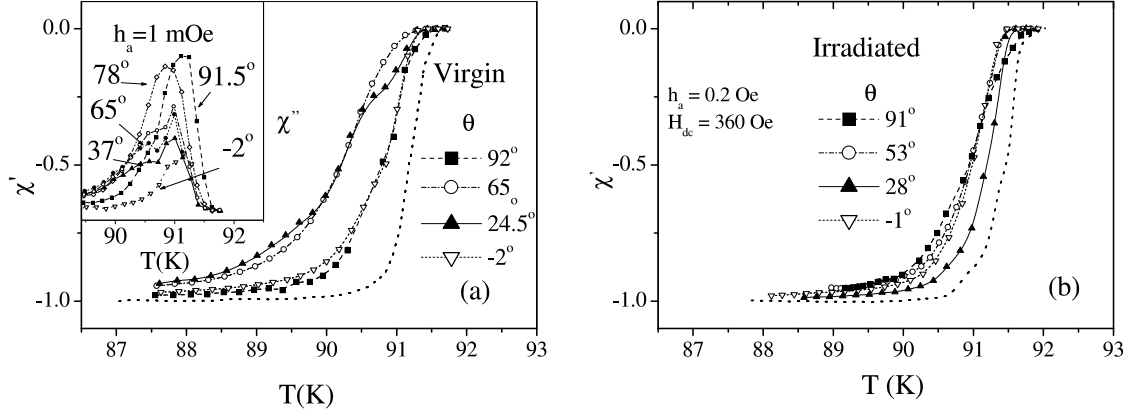 0.0
-0.5
-1.0
χ'
86 87 88 89 90 91 92 93
T(K)
(a)
Virgin
θ
92°
65°
24.5°
-2°
h_a=1 mOe
78°
91.5°
65°
37°
-2°
χ''
90 91 92
T(K)
0.0
-0.5
-1.0
χ'
86 87 88 89 90 91 92 93
T (K)
(b)
Irradiated
h_a = 0.2 Oe
H_dc = 360 Oe
θ
91°
53°
28°
-1°